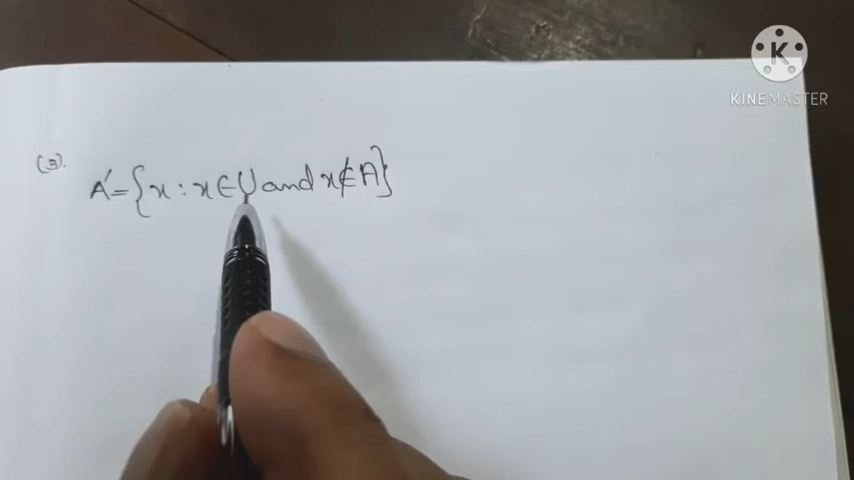 (3).
A'={x : x∈U and x∉A}
K
KINEMASTER